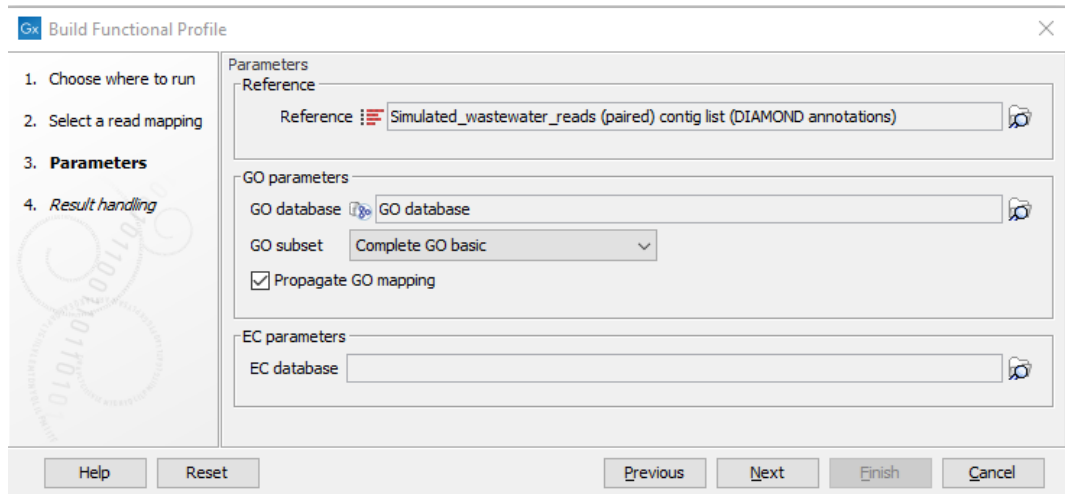 Gx Build Functional Profile
1. Choose where to run
2. Select a read mapping
3. Parameters
4. Result handling
Parameters
Reference
Reference Simulated_wastewater_reads (paired) contig list (DIAMOND annotations)
GO parameters
GO database GO database
GO subset Complete GO basic
Propagate GO mapping
EC parameters
EC database
Help Reset Previous Next Finish Cancel